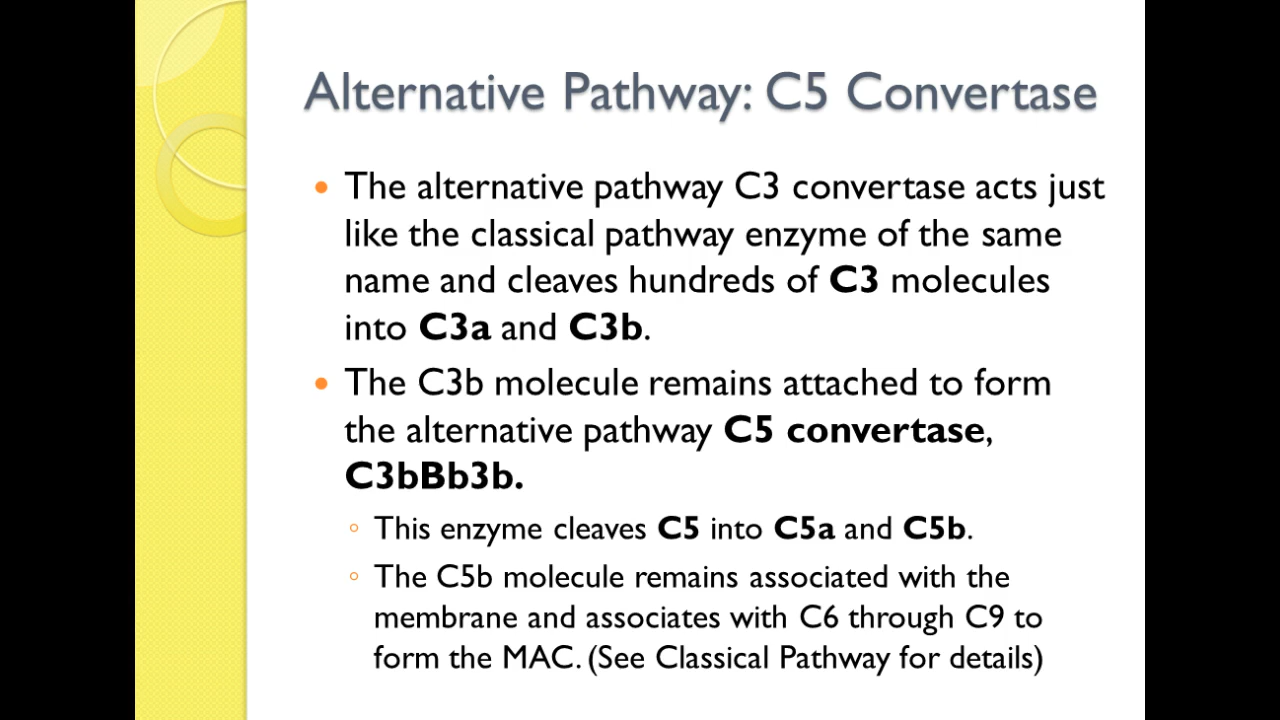 Alternative Pathway: C5 Convertase
• The alternative pathway C3 convertase acts just
like the classical pathway enzyme of the same
name and cleaves hundreds of C3 molecules
into C3a and C3b.
• The C3b molecule remains attached to form
the alternative pathway C5 convertase,
C3bBb3b.
◦ This enzyme cleaves C5 into C5a and C5b.
◦ The C5b molecule remains associated with the
membrane and associates with C6 through C9 to
form the MAC. (See Classical Pathway for details)